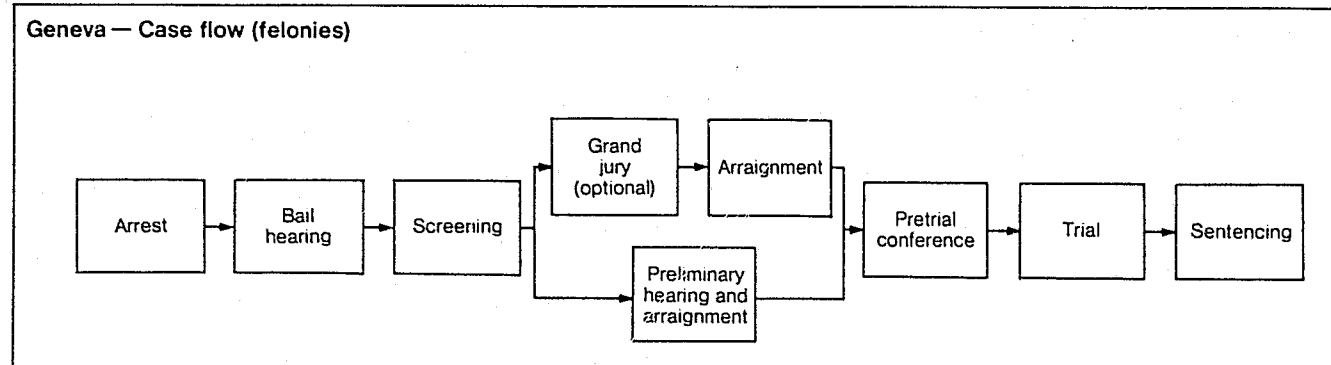 Geneva — Case flow (felonies)
Arrest
Bail
hearing
Screening
Grand
jury
(optional)
Arraignment
Preliminary
hearing and
arraignment
Pretrial
conference
Trial
Sentencing